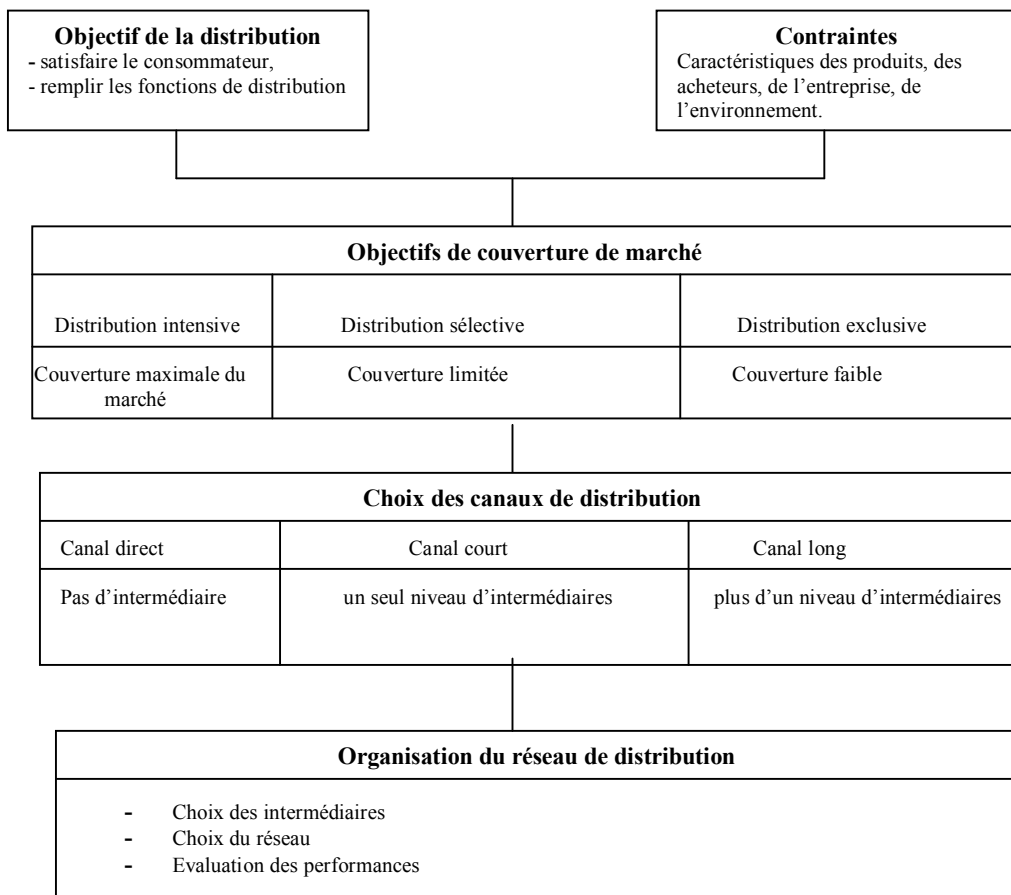 Objectif de la distribution
- satisfaire le consommateur,
- remplir les fonctions de distribution
Contraintes
Caractéristiques des produits, des
acheteurs, de l’entreprise, de
l’environnement.
Objectifs de couverture de marché
Distribution intensive
Distribution sélective
Distribution exclusive
Couverture maximale du
marché
Couverture limitée
Couverture faible
Choix des canaux de distribution
Canal direct
Canal court
Canal long
Pas d’intermédiaire
un seul niveau d’intermédiaires
plus d’un niveau d’intermédiaires
Organisation du réseau de distribution
- Choix des intermédiaires
- Choix du réseau
- Evaluation des performances